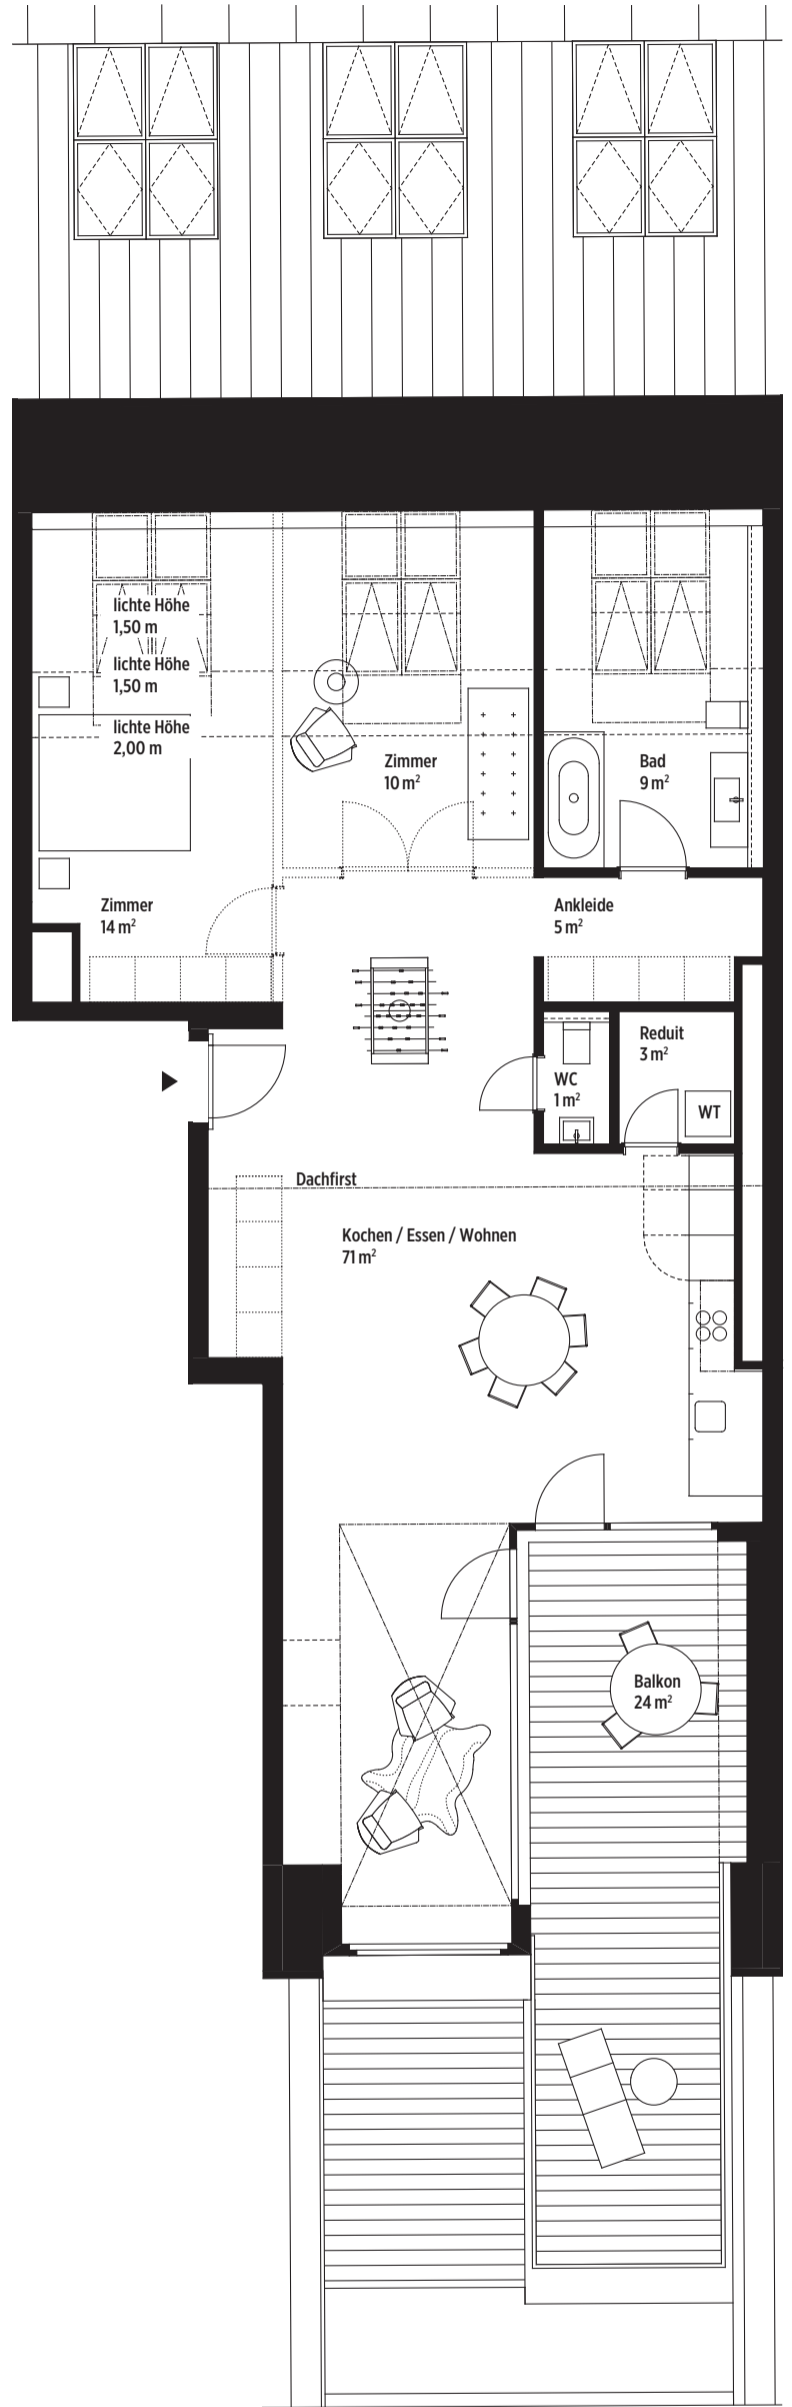 lichte Höhe
1,50 m
lichte Höhe
1,50 m
lichte Höhe
2,00 m
Zimmer
10 m²
Bad
9 m²
Zimmer
14 m²
Ankleide
5 m²
Reduit
3 m²
WC
1 m²
WT
Dachfirst
Kochen / Essen / Wohnen
71 m²
Balkon
24 m²